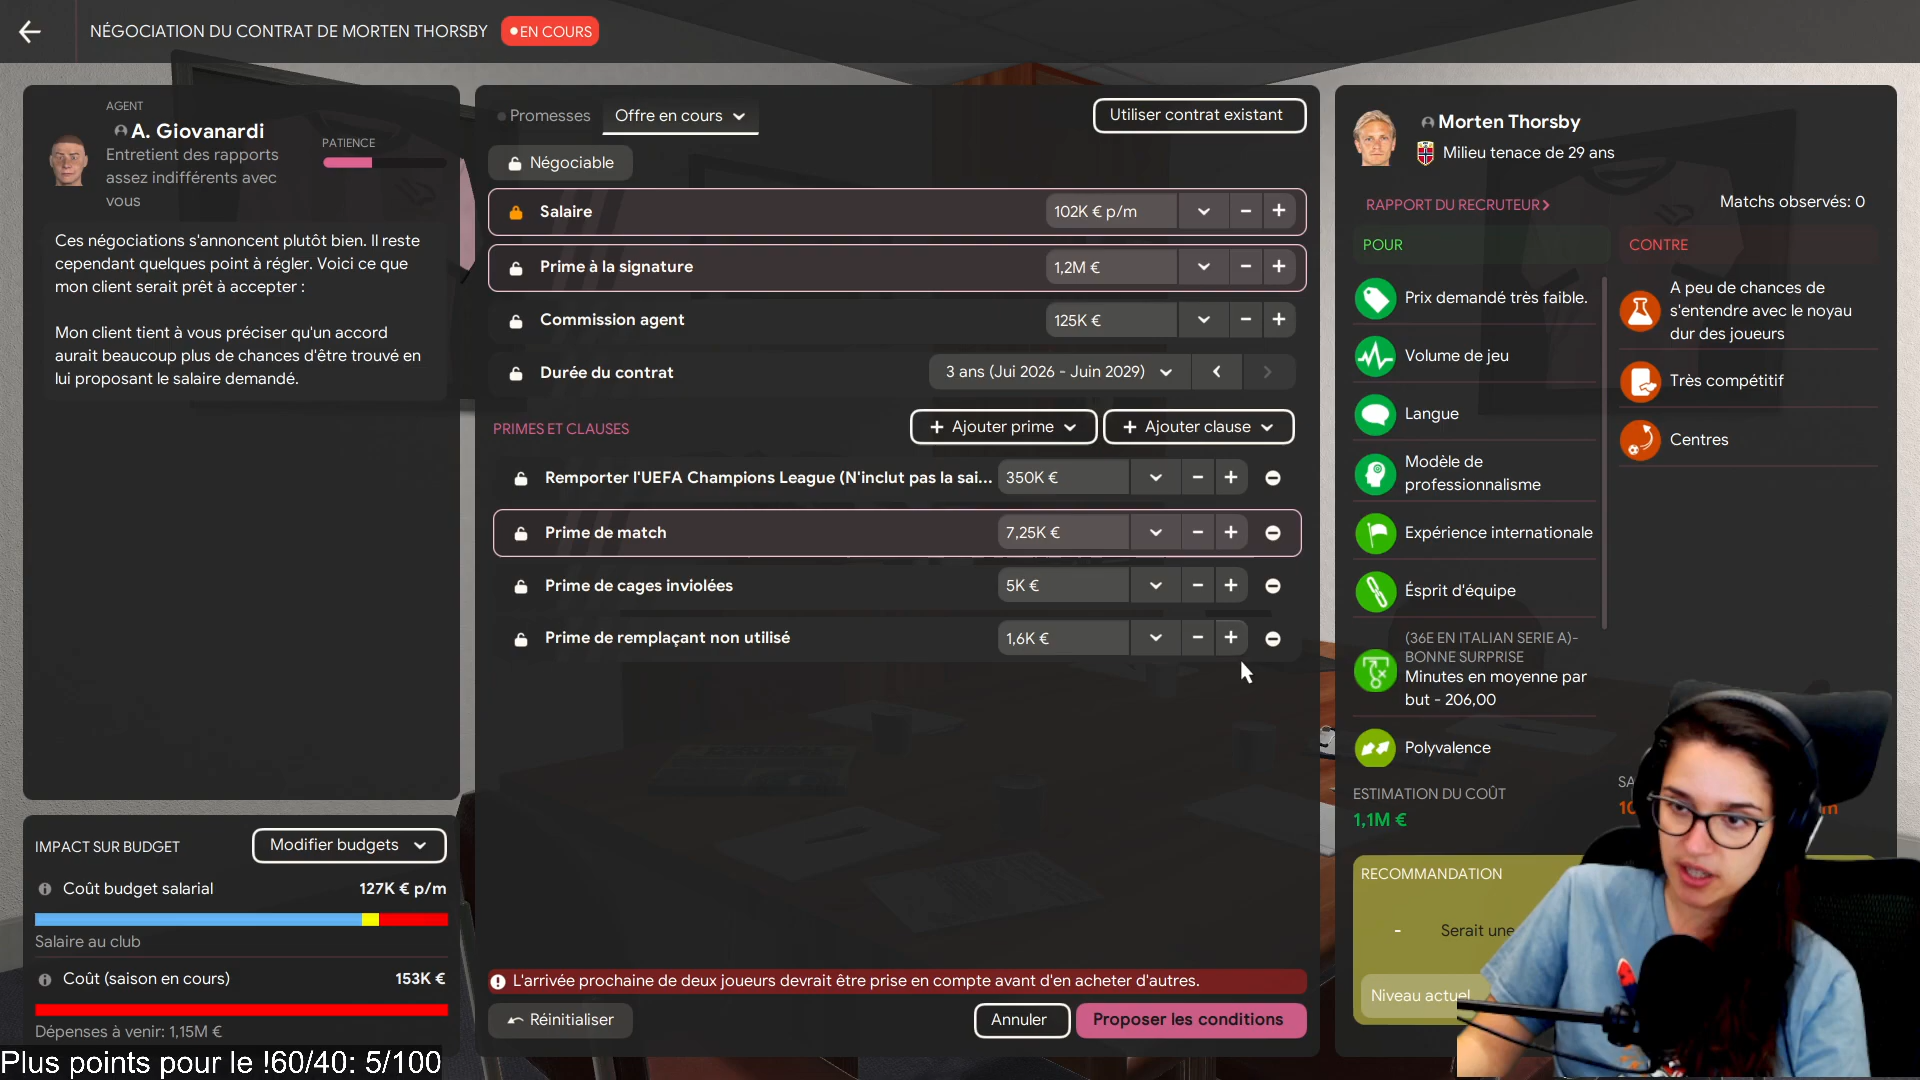 NÉGOCIATION DU CONTRAT DE MORTEN THORSBY
EN COURS
AGENT
A. Giovanardi
Entretient des rapports
assez indifférents avec
vous
PATIENCE
Ces négociations s'annoncent plutôt bien. Il reste
cependant quelques point à régler. Voici ce que
mon client serait prêt à accepter :
Mon client tient à vous préciser qu'un accord
aurait beaucoup plus de chances d'être trouvé en
lui proposant le salaire demandé.
IMPACT SUR BUDGET
Modifier budgets
Coût budget salarial
127K € p/m
Salaire au club
Coût (saison en cours)
153K €
Dépenses à venir: 1,15M €
Plus points pour le !60/40: 5/100
Promesses
Offre en cours
Utiliser contrat existant
Négociable
Salaire
102K € p/m
Prime à la signature
1,2M €
Commission agent
125K €
Durée du contrat
3 ans (Jui 2026 - Juin 2029)
PRIMES ET CLAUSES
Ajouter prime
Ajouter clause
Remporter l'UEFA Champions League (N'inclut pas la sai...
350K €
Prime de match
7,25K €
Prime de cages inviolées
5K €
Prime de remplaçant non utilisé
1,6K €
L'arrivée prochaine de deux joueurs devrait être prise en compte avant d'en acheter d'autres.
Réinitialiser
Annuler
Proposer les conditions
Morten Thorsby
Milieu tenace de 29 ans
RAPPORT DU RECRUTEUR
Matchs observés: 0
POUR
Prix demandé très faible.
Volume de jeu
Langue
Modèle de
professionnalisme
Expérience internationale
Ésprit d'équipe
(36E EN ITALIAN SERIE A)-
BONNE SURPRISE
Minutes en moyenne par
but - 206,00
Polyvalence
CONTRE
A peu de chances de
s'entendre avec le noyau
dur des joueurs
Très compétitif
Centres
ESTIMATION DU COÛT
1,1M €
RECOMMANDATION
-
Serait une
Niveau actuel